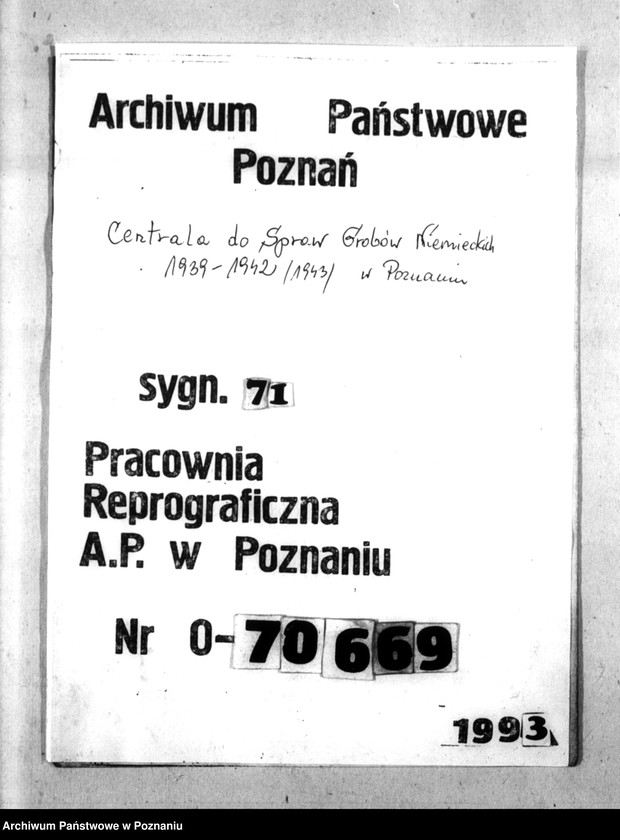 Archiwum Państwowe
Poznań
Centrala do Spraw Grobów Niemieckich
1939-1942 /1943/ w Poznaniu
sygn. 71
Pracownia
Reprograficzna
A.P. w Poznaniu
Nr 0-70669
1993
Archiwum Państwowe w Poznaniu